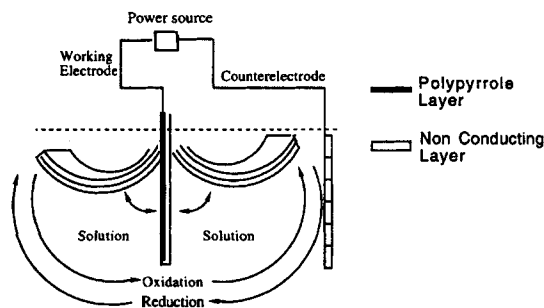 Power source
Working
Electrode
Counterelectrode
Polypyrrole
Layer
Non Conducting
Layer
Solution
Solution
Oxidation
Reduction